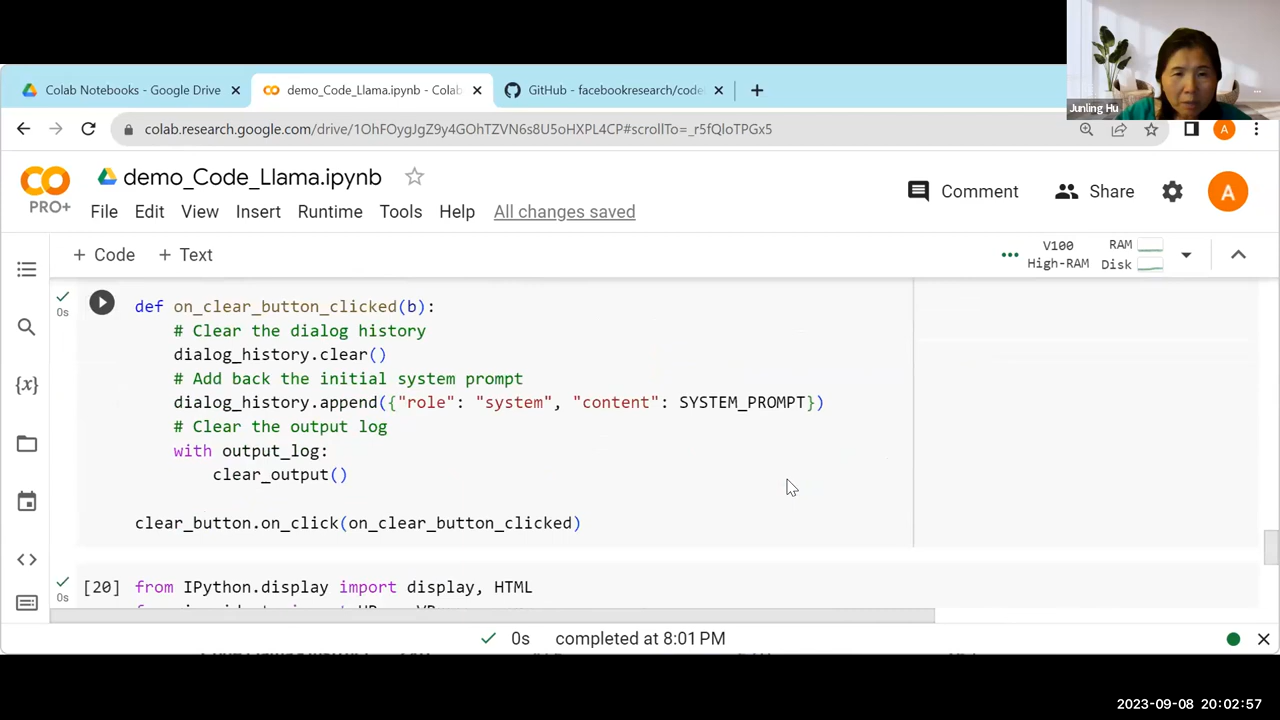 Junling Hu
Colab Notebooks - Google Drive
demo_Code_Llama.ipynb - Colab
GitHub - facebookresearch/code
colab.research.google.com/drive/1OhFOygJgZ9y4GOhTzVN6s8U5oHXPL4CP#scrollTo=_r5fQloTPGx5
A
CO
PRO+
demo_Code_Llama.ipynb
Comment
Share
A
File Edit View Insert Runtime Tools Help All changes saved
+ Code + Text
V100
High-RAM
RAM
Disk
0s
def on_clear_button_clicked(b):
# Clear the dialog history
dialog_history.clear()
# Add back the initial system prompt
dialog_history.append({"role": "system", "content": SYSTEM_PROMPT})
# Clear the output log
with output_log:
clear_output()
clear_button.on_click(on_clear_button_clicked)
0s
[20] from IPython.display import display, HTML
0s completed at 8:01 PM
2023-09-08 20:02:57